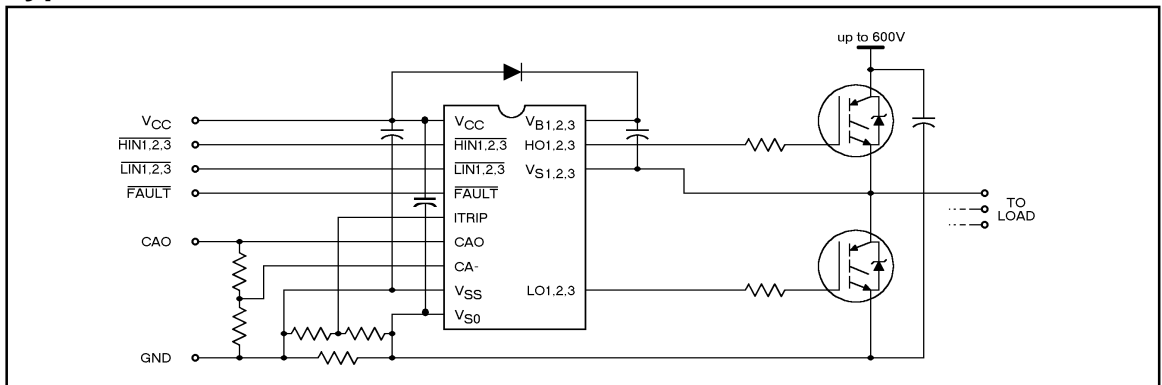 up to 600V
VCC
HIN1,2,3
LIN1,2,3
FAULT
CAO
GND
VCC
HIN1,2,3
LIN1,2,3
FAULT
ITRIP
CAO
CA-
VSS
VS0
VB1,2,3
HO1,2,3
VS1,2,3
LO1,2,3
TO
LOAD